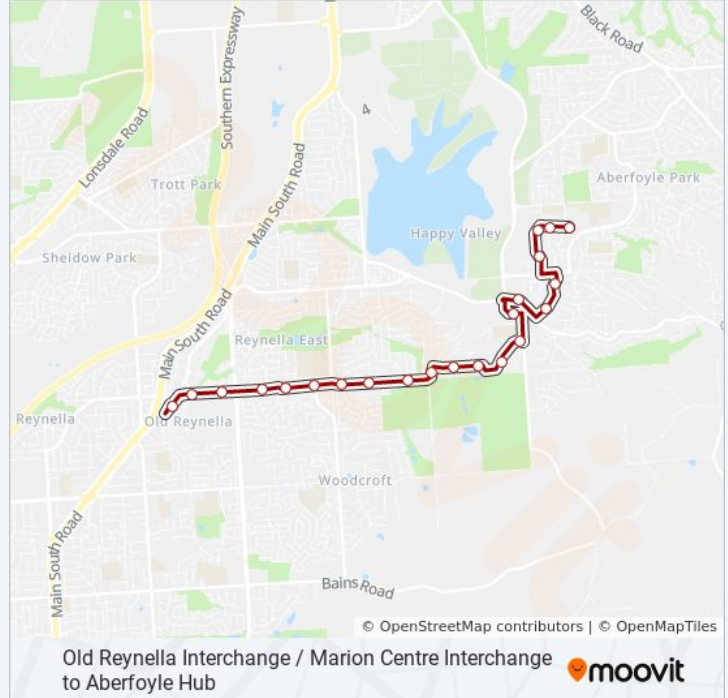 Black Road
Southern Expressway
Lonsdale Road
4
Trott Park
Aberfoyle Park
Main South Road
Happy Valley
Sheidow Park
Main South Road
Reynella East
Reynella
Old Reynella
Woodcroft
Main South Road
Bains Road
© OpenStreetMap contributors | © OpenMapTiles
Old Reynella Interchange / Marion Centre Interchange
to Aberfoyle Hub
moovit